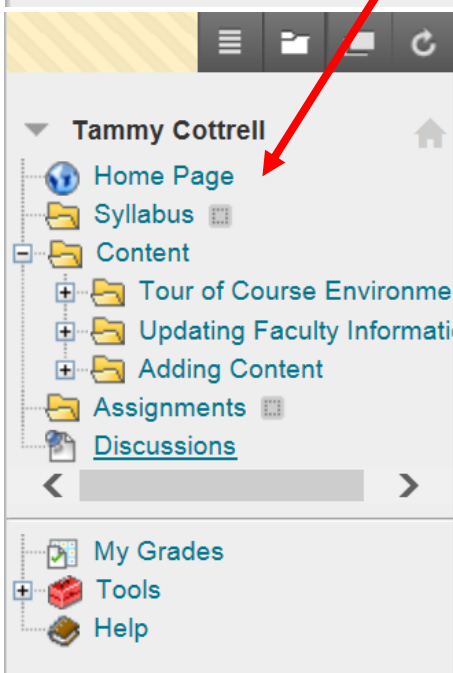 Tammy Cottrell
Home Page
Syllabus
Content
Tour of Course Environme
Updating Faculty Informati
Adding Content
Assignments
Discussions
My Grades
Tools
Help